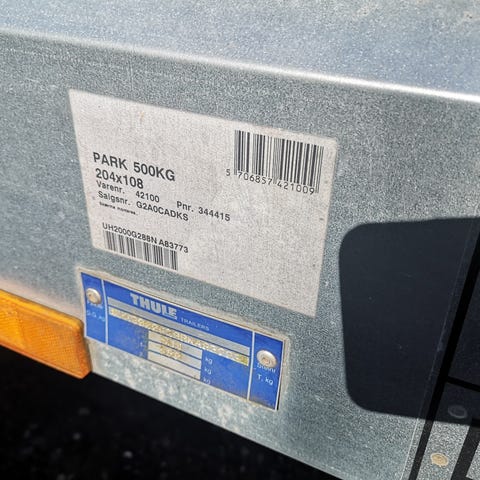 PARK 500KG
204x108
Varenr. 42100 Pnr. 344415
Salgsnr. G2A0CADKS
5 706857 421009
UH2000G288N A83773
THULE TRAILERS
kg
kg
kg
T. kg